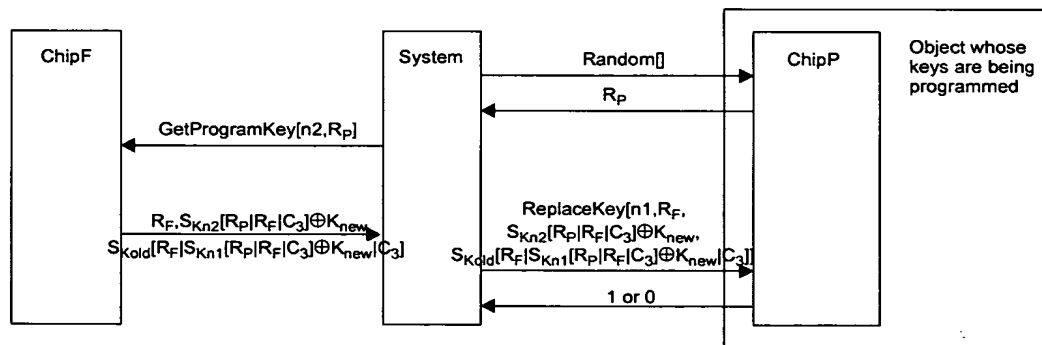 ChipF
System
ChipP
Object whose
keys are being
programmed
Random[]
R_P
GetProgramKey[n2,R_P]
R_F,S_Kn2[R_P|R_F|C_3]⊕K_new,
S_Kold[R_F|S_Kn1[R_P|R_F|C_3]⊕K_new|C_3]
ReplaceKey[n1,R_F,
S_Kn2[R_P|R_F|C_3]⊕K_new,
S_Kold[R_F|S_Kn1[R_P|R_F|C_3]⊕K_new|C_3]]
1 or 0